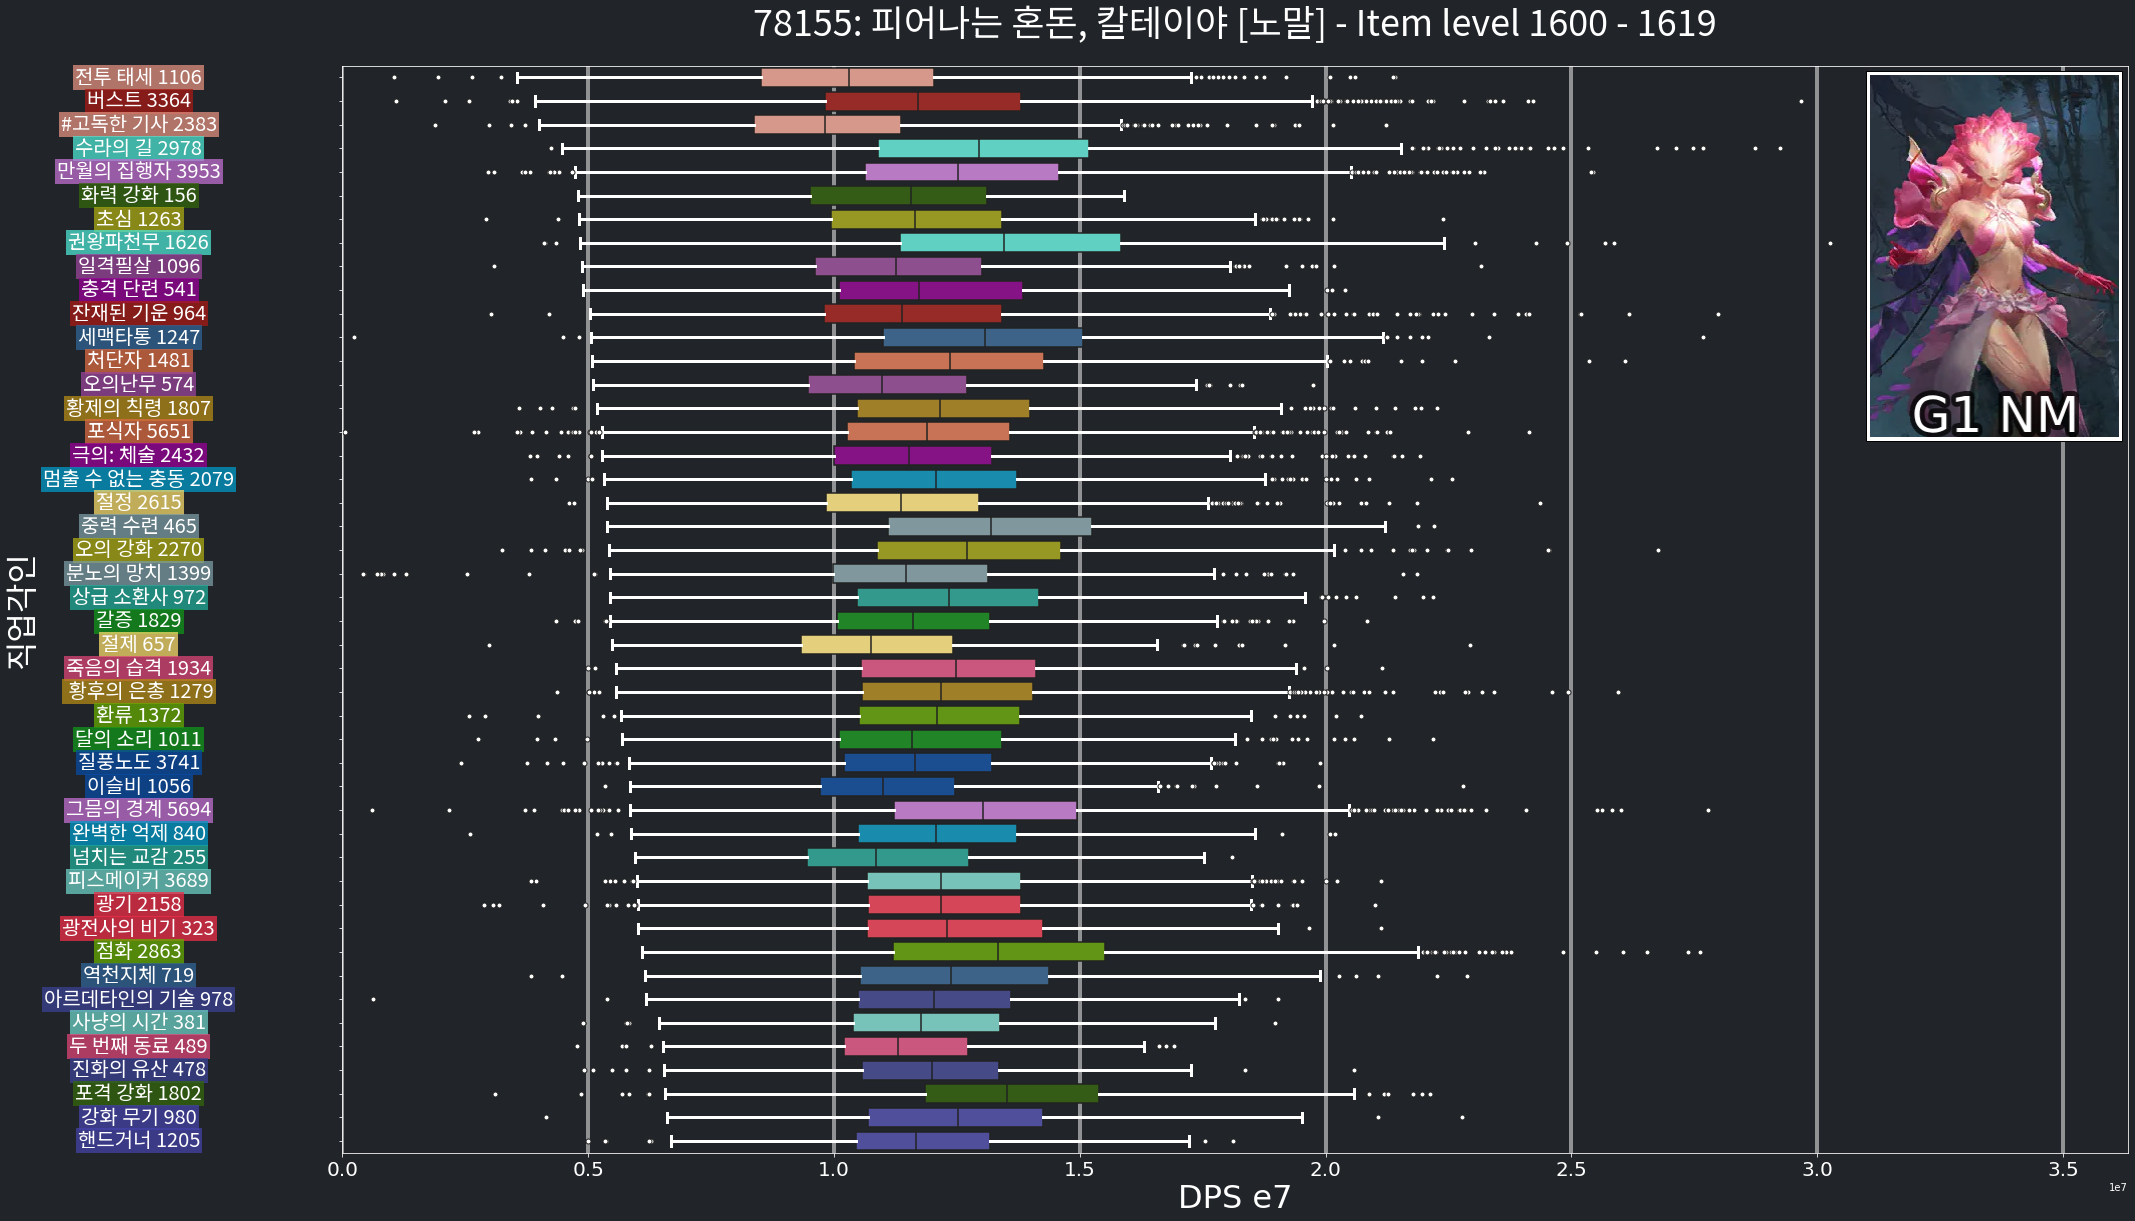 78155: 피어나는 혼돈, 칼테이야 [노말] - Item level 1600 - 1619
전투 태세 1106
버스트 3364
#고독한 기사 2383
수라의 길 2978
만월의 집행자 3953
화력 강화 156
초심 1263
권왕파천무 1626
일격필살 1096
충격 단련 541
잔재된 기운 964
세맥타통 1247
처단자 1481
오의난무 574
황제의 칙령 1807
포식자 5651
극의: 체술 2432
멈출 수 없는 충동 2079
절정 2615
중력 수련 465
오의 강화 2270
분노의 망치 1399
상급 소환사 972
갈증 1829
절제 657
죽음의 습격 1934
황후의 은총 1279
환류 1372
달의 소리 1011
질풍노도 3741
이슬비 1056
그믐의 경계 5694
완벽한 억제 840
넘치는 교감 255
피스메이커 3689
광기 2158
광전사의 비기 323
점화 2863
역천지체 719
아르데타인의 기술 978
사냥의 시간 381
두 번째 동료 489
진화의 유산 478
포격 강화 1802
강화 무기 980
핸드거너 1205
직업각인
G1 NM
0.0 0.5 1.0 1.5 2.0 2.5 3.0 3.5
DPS e7
1e7